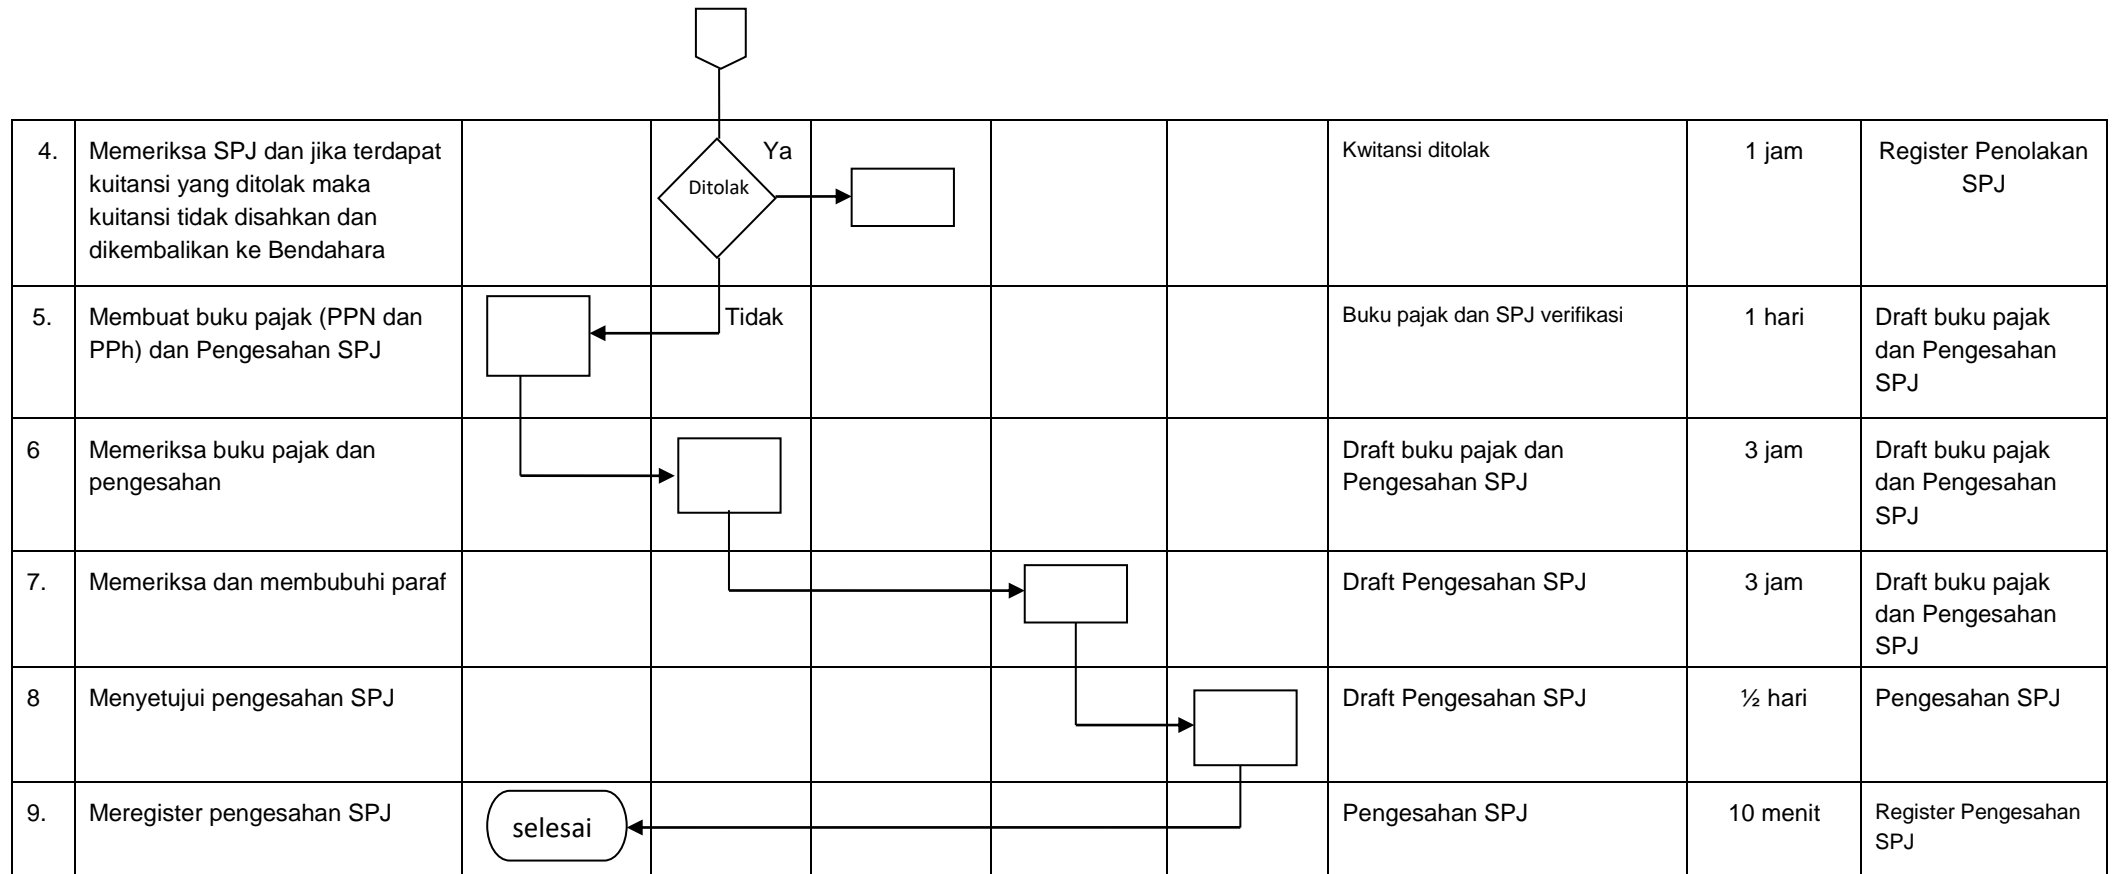 4.
Memeriksa SPJ dan jika terdapat
kuitansi yang ditolak maka
kuitansi tidak disahkan dan
dikembalikan ke Bendahara
Ditolak
Ya
Kwitansi ditolak
1 jam
Register Penolakan
SPJ
5.
Membuat buku pajak (PPN dan
PPh) dan Pengesahan SPJ
Tidak
Buku pajak dan SPJ verifikasi
1 hari
Draft buku pajak
dan Pengesahan
SPJ
6
Memeriksa buku pajak dan
pengesahan
Draft buku pajak dan
Pengesahan SPJ
3 jam
Draft buku pajak
dan Pengesahan
SPJ
7.
Memeriksa dan membubuhi paraf
Draft Pengesahan SPJ
3 jam
Draft buku pajak
dan Pengesahan
SPJ
8
Menyetujui pengesahan SPJ
Draft Pengesahan SPJ
½ hari
Pengesahan SPJ
9.
Meregister pengesahan SPJ
selesai
Pengesahan SPJ
10 menit
Register Pengesahan
SPJ